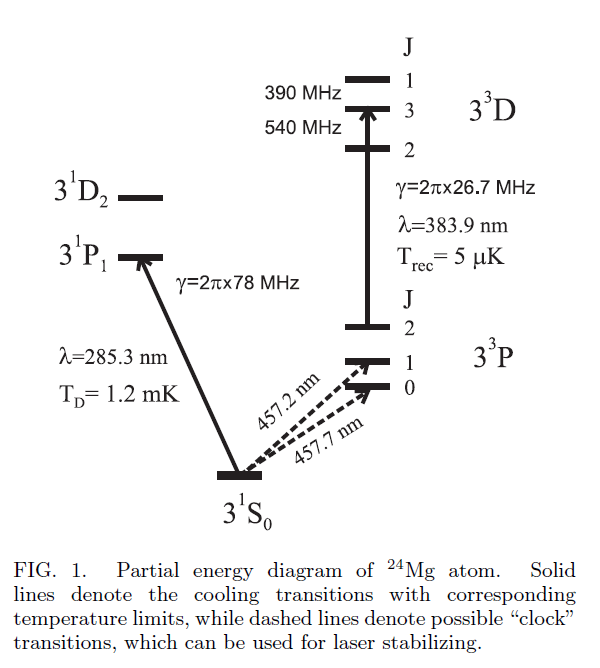 J
1
390 MHz
3
3³D
540 MHz
2
3¹D₂
γ=2π×26.7 MHz
3¹P₁
λ=383.9 nm
γ=2π×78 MHz
Tᵣₑc= 5 μK
J
2
λ=285.3 nm
1
3³P
T_D= 1.2 mK
457.2 nm
0
457.7 nm
3¹S₀
FIG. 1. Partial energy diagram of ²⁴Mg atom. Solid
lines denote the cooling transitions with corresponding
temperature limits, while dashed lines denote possible “clock”
transitions, which can be used for laser stabilizing.